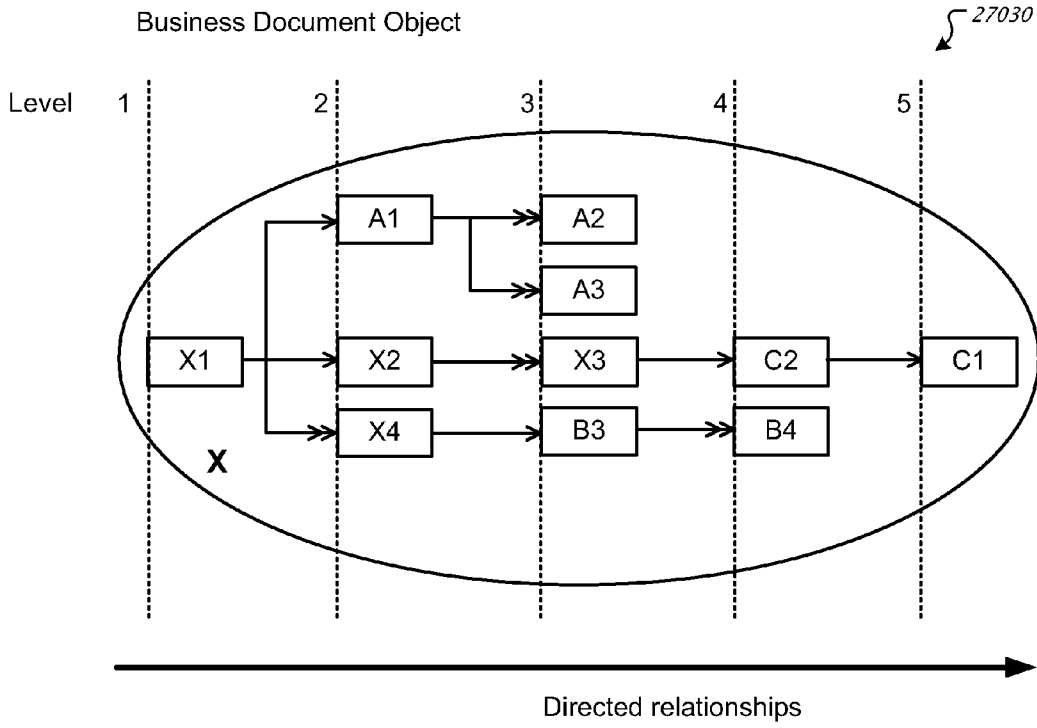 Business Document Object
27030
Level 1 2 3 4 5
A1 A2
A3
X1 X2 X3 C2 C1
X4 B3 B4
X
Directed relationships